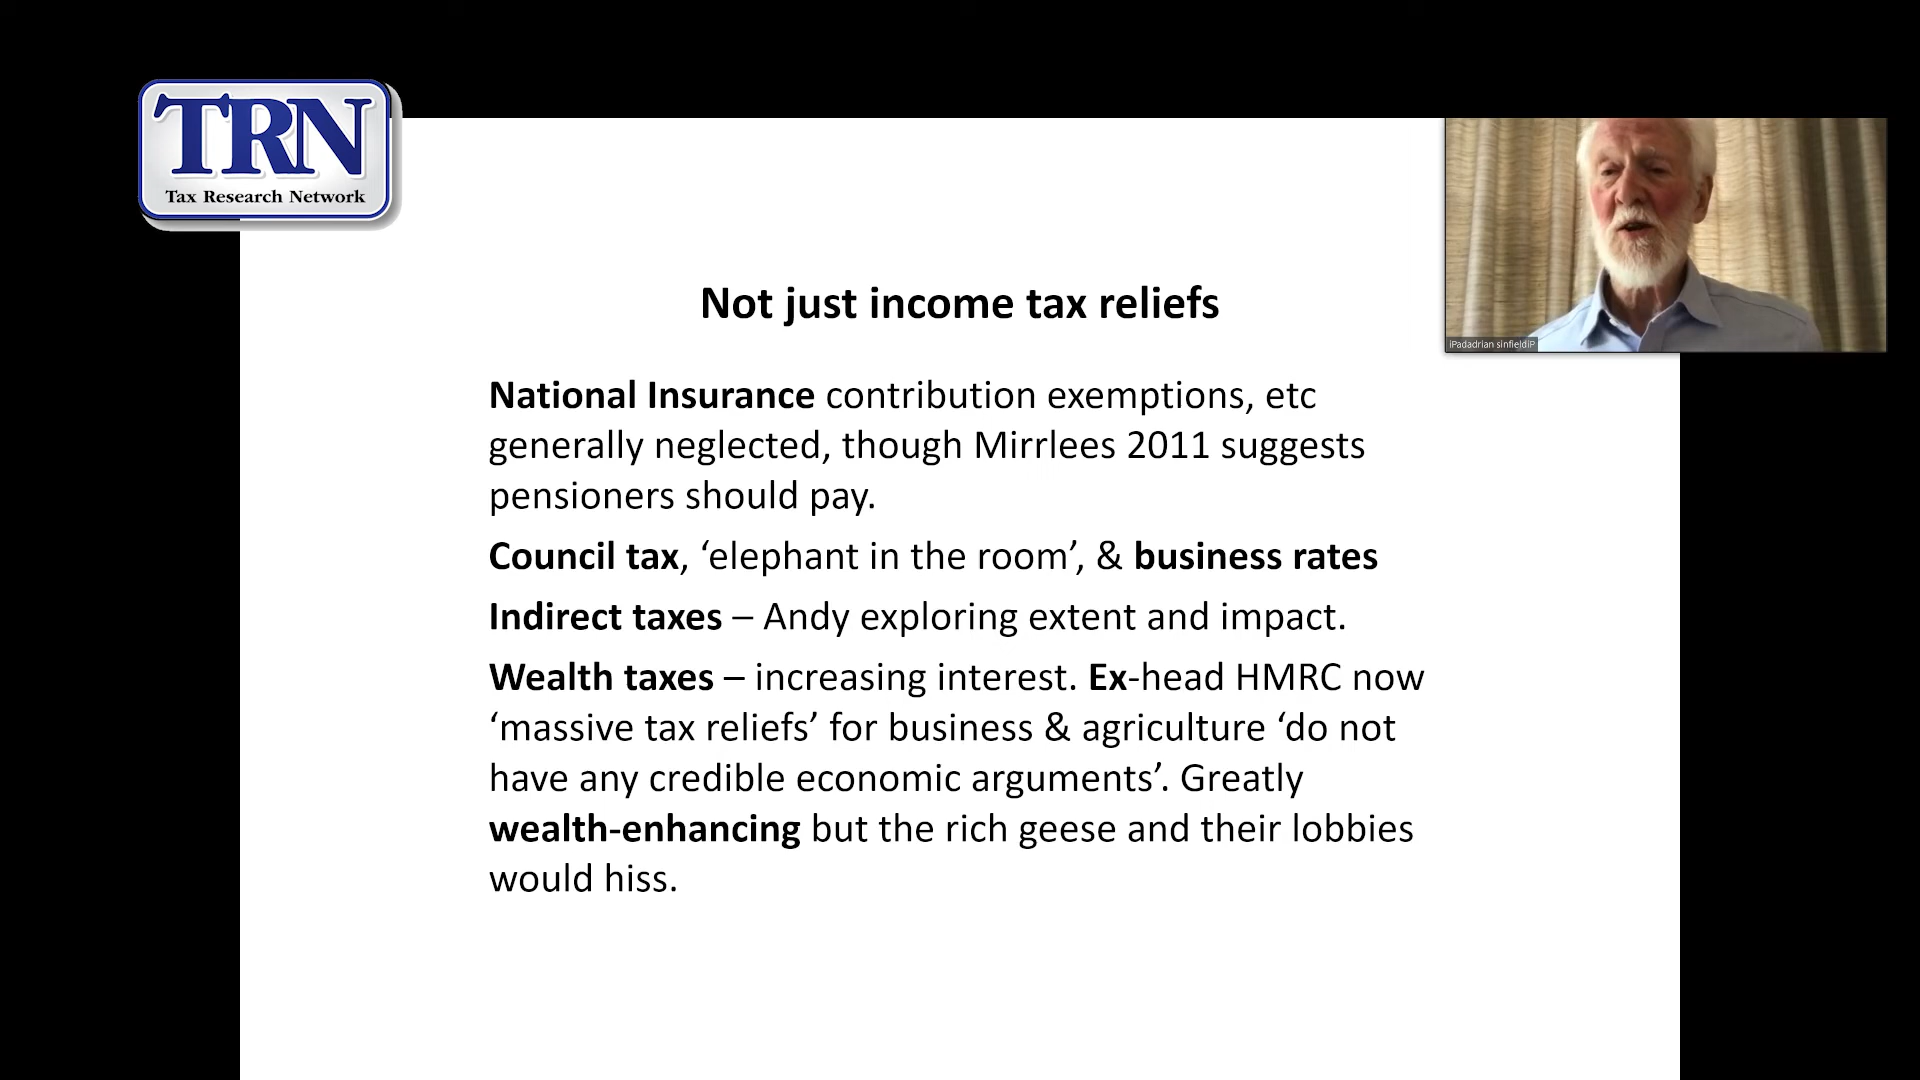 TRN
Tax Research Network
Not just income tax reliefs
iPadadrian sinfieldiP
National Insurance contribution exemptions, etc
generally neglected, though Mirrlees 2011 suggests
pensioners should pay.
Council tax, ‘elephant in the room’, & business rates
Indirect taxes – Andy exploring extent and impact.
Wealth taxes – increasing interest. Ex-head HMRC now
‘massive tax reliefs’ for business & agriculture ‘do not
have any credible economic arguments’. Greatly
wealth-enhancing but the rich geese and their lobbies
would hiss.